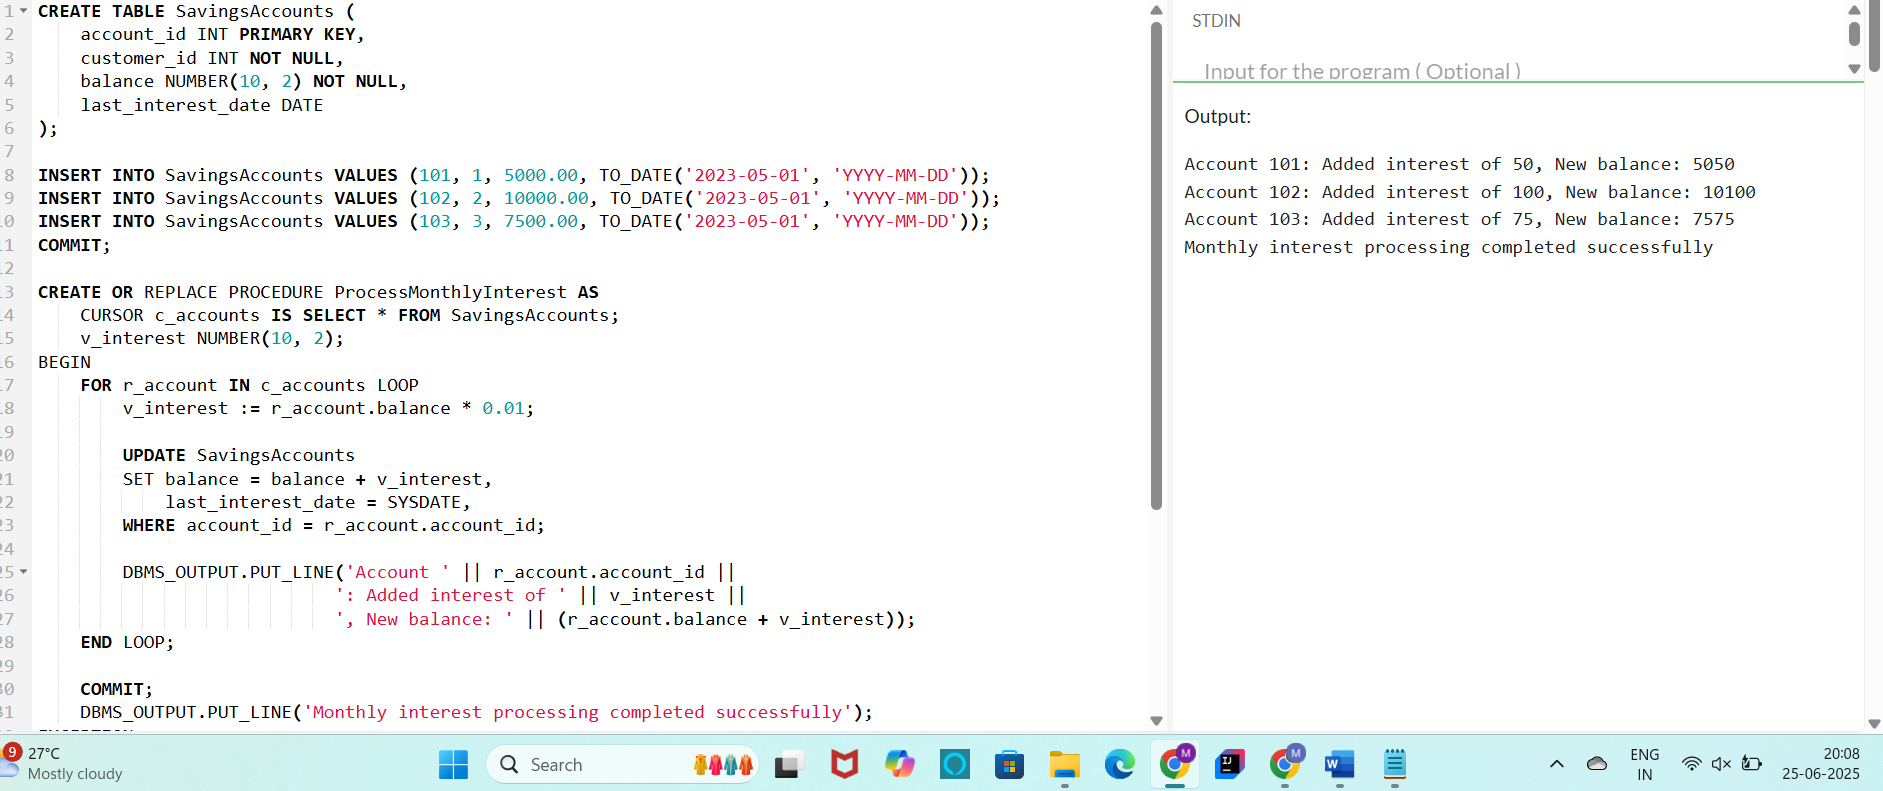 1 CREATE TABLE SavingsAccounts (
2 account_id INT PRIMARY KEY,
3 customer_id INT NOT NULL,
4 balance NUMBER(10, 2) NOT NULL,
5 last_interest_date DATE
6 );
7
8 INSERT INTO SavingsAccounts VALUES (101, 1, 5000.00, TO_DATE('2023-05-01', 'YYYY-MM-DD'));
9 INSERT INTO SavingsAccounts VALUES (102, 2, 10000.00, TO_DATE('2023-05-01', 'YYYY-MM-DD'));
0 INSERT INTO SavingsAccounts VALUES (103, 3, 7500.00, TO_DATE('2023-05-01', 'YYYY-MM-DD'));
1 COMMIT;
2
3 CREATE OR REPLACE PROCEDURE ProcessMonthlyInterest AS
4 CURSOR c_accounts IS SELECT * FROM SavingsAccounts;
5 v_interest NUMBER(10, 2);
6 BEGIN
7 FOR r_account IN c_accounts LOOP
8 v_interest := r_account.balance * 0.01;
9
0 UPDATE SavingsAccounts
1 SET balance = balance + v_interest,
2 last_interest_date = SYSDATE,
3 WHERE account_id = r_account.account_id;
4
5 DBMS_OUTPUT.PUT_LINE('Account ' || r_account.account_id ||
6 ': Added interest of ' || v_interest ||
7 ', New balance: ' || (r_account.balance + v_interest));
8 END LOOP;
9
0 COMMIT;
1 DBMS_OUTPUT.PUT_LINE('Monthly interest processing completed successfully');
STDIN
Input for the program ( Optional )
Output:
Account 101: Added interest of 50, New balance: 5050
Account 102: Added interest of 100, New balance: 10100
Account 103: Added interest of 75, New balance: 7575
Monthly interest processing completed successfully
9
27°C
Mostly cloudy
Search
M
IJ
M
W
ENG
IN
20:08
25-06-2025